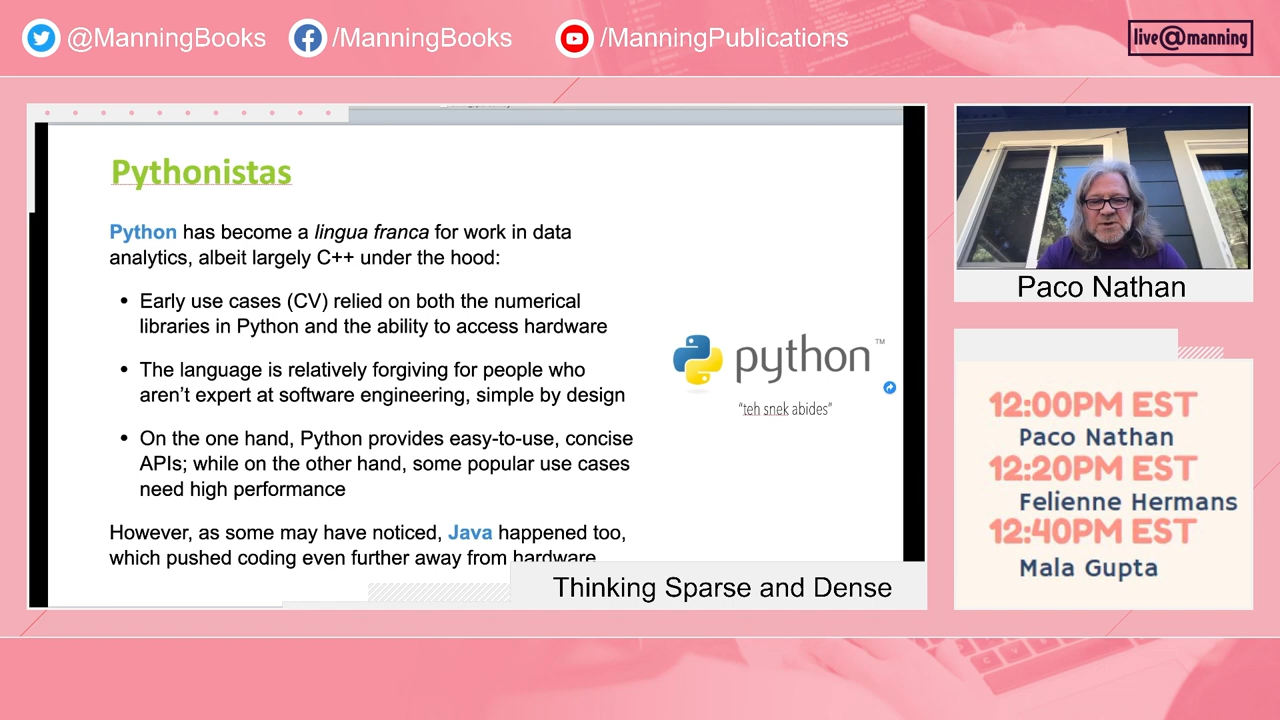 @ManningBooks
/ManningBooks
/ManningPublications
live@manning
Pythonistas
Python has become a lingua franca for work in data
analytics, albeit largely C++ under the hood:
• Early use cases (CV) relied on both the numerical
libraries in Python and the ability to access hardware
• The language is relatively forgiving for people who
aren’t expert at software engineering, simple by design
• On the one hand, Python provides easy-to-use, concise
APIs; while on the other hand, some popular use cases
need high performance
However, as some may have noticed, Java happened too,
which pushed coding even further away from hardware
python™
“teh snek abides”
Thinking Sparse and Dense
Paco Nathan
12:00PM EST
Paco Nathan
12:20PM EST
Felienne Hermans
12:40PM EST
Mala Gupta